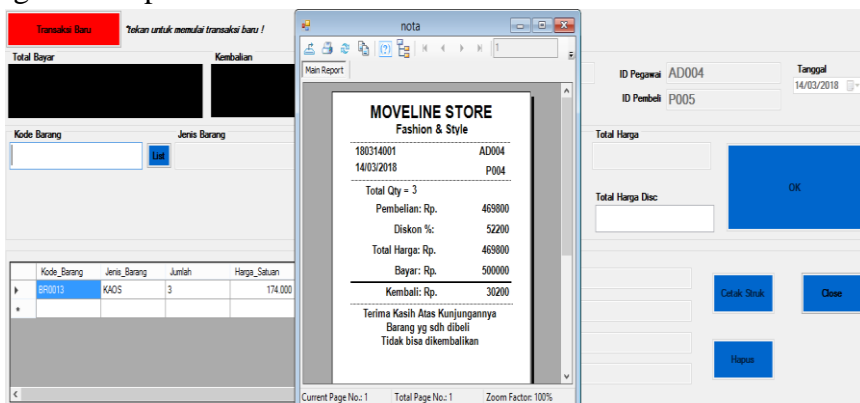 Transaksi Baru
*tekan untuk memulai transaksi baru !
Total Bayar
Kembalian
Kode Barang
Jenis Barang
List
Kode_Barang Jenis_Barang Jumlah Harga_Satuan
BR0013 KAOS 3 174.000
nota
1
Main Report
MOVELINE STORE
Fashion & Style
180314001 AD004
14/03/2018 P004
Total Qty = 3
Pembelian: Rp. 469800
Diskon %: 52200
Total Harga: Rp. 469800
Bayar: Rp. 500000
Kembali: Rp. 30200
Terima Kasih Atas Kunjungannya
Barang yg sdh dibeli
Tidak bisa dikembalikan
Current Page No.: 1 Total Page No.: 1 Zoom Factor: 100%
ID Pegawai AD004
ID Pembeli P005
Tanggal
14/03/2018
Total Harga
Total Harga Disc
OK
Cetak Struk
Close
Hapus